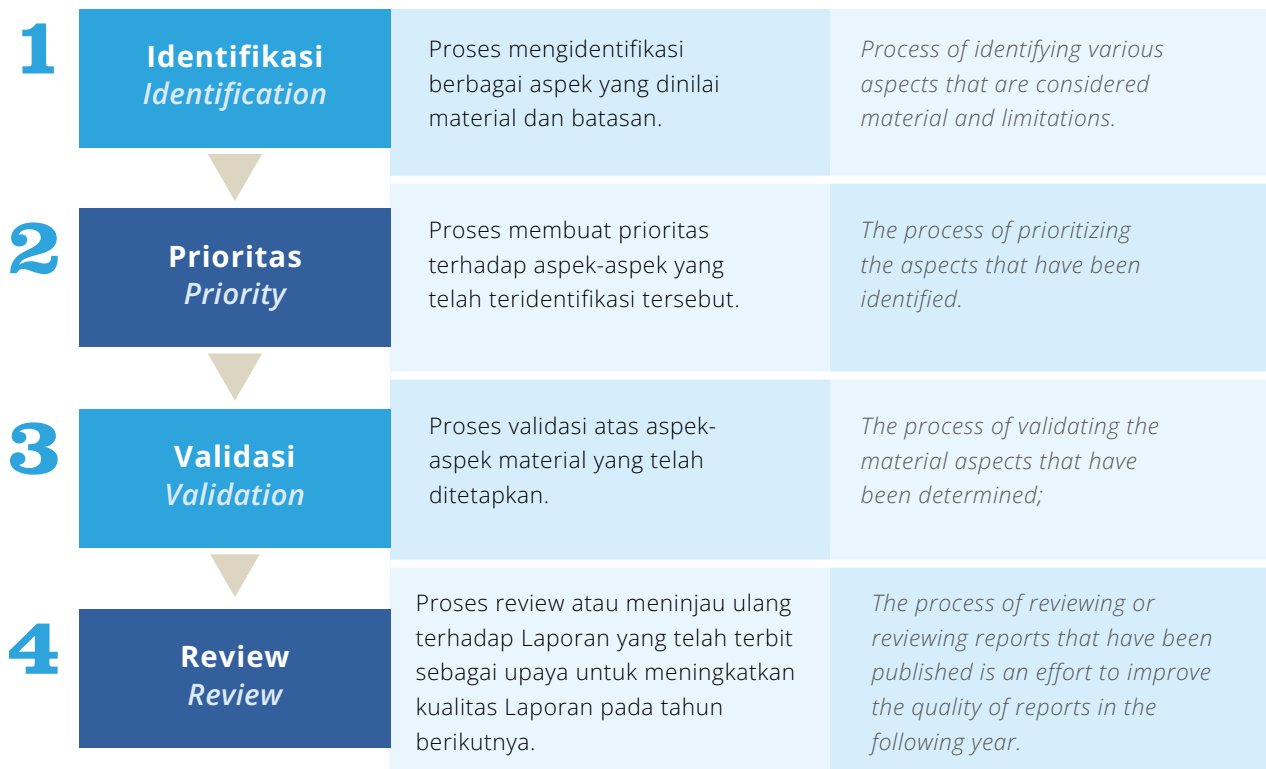 1
Identifikasi
Identification
Proses mengidentifikasi
berbagai aspek yang dinilai
material dan batasan.
Process of identifying various
aspects that are considered
material and limitations.
2
Prioritas
Priority
Proses membuat prioritas
terhadap aspek-aspek yang
telah teridentifikasi tersebut.
The process of prioritizing
the aspects that have been
identified.
3
Validasi
Validation
Proses validasi atas aspek-
aspek material yang telah
ditetapkan.
The process of validating the
material aspects that have
been determined;
4
Review
Review
Proses review atau meninjau ulang
terhadap Laporan yang telah terbit
sebagai upaya untuk meningkatkan
kualitas Laporan pada tahun
berikutnya.
The process of reviewing or
reviewing reports that have been
published is an effort to improve
the quality of reports in the
following year.